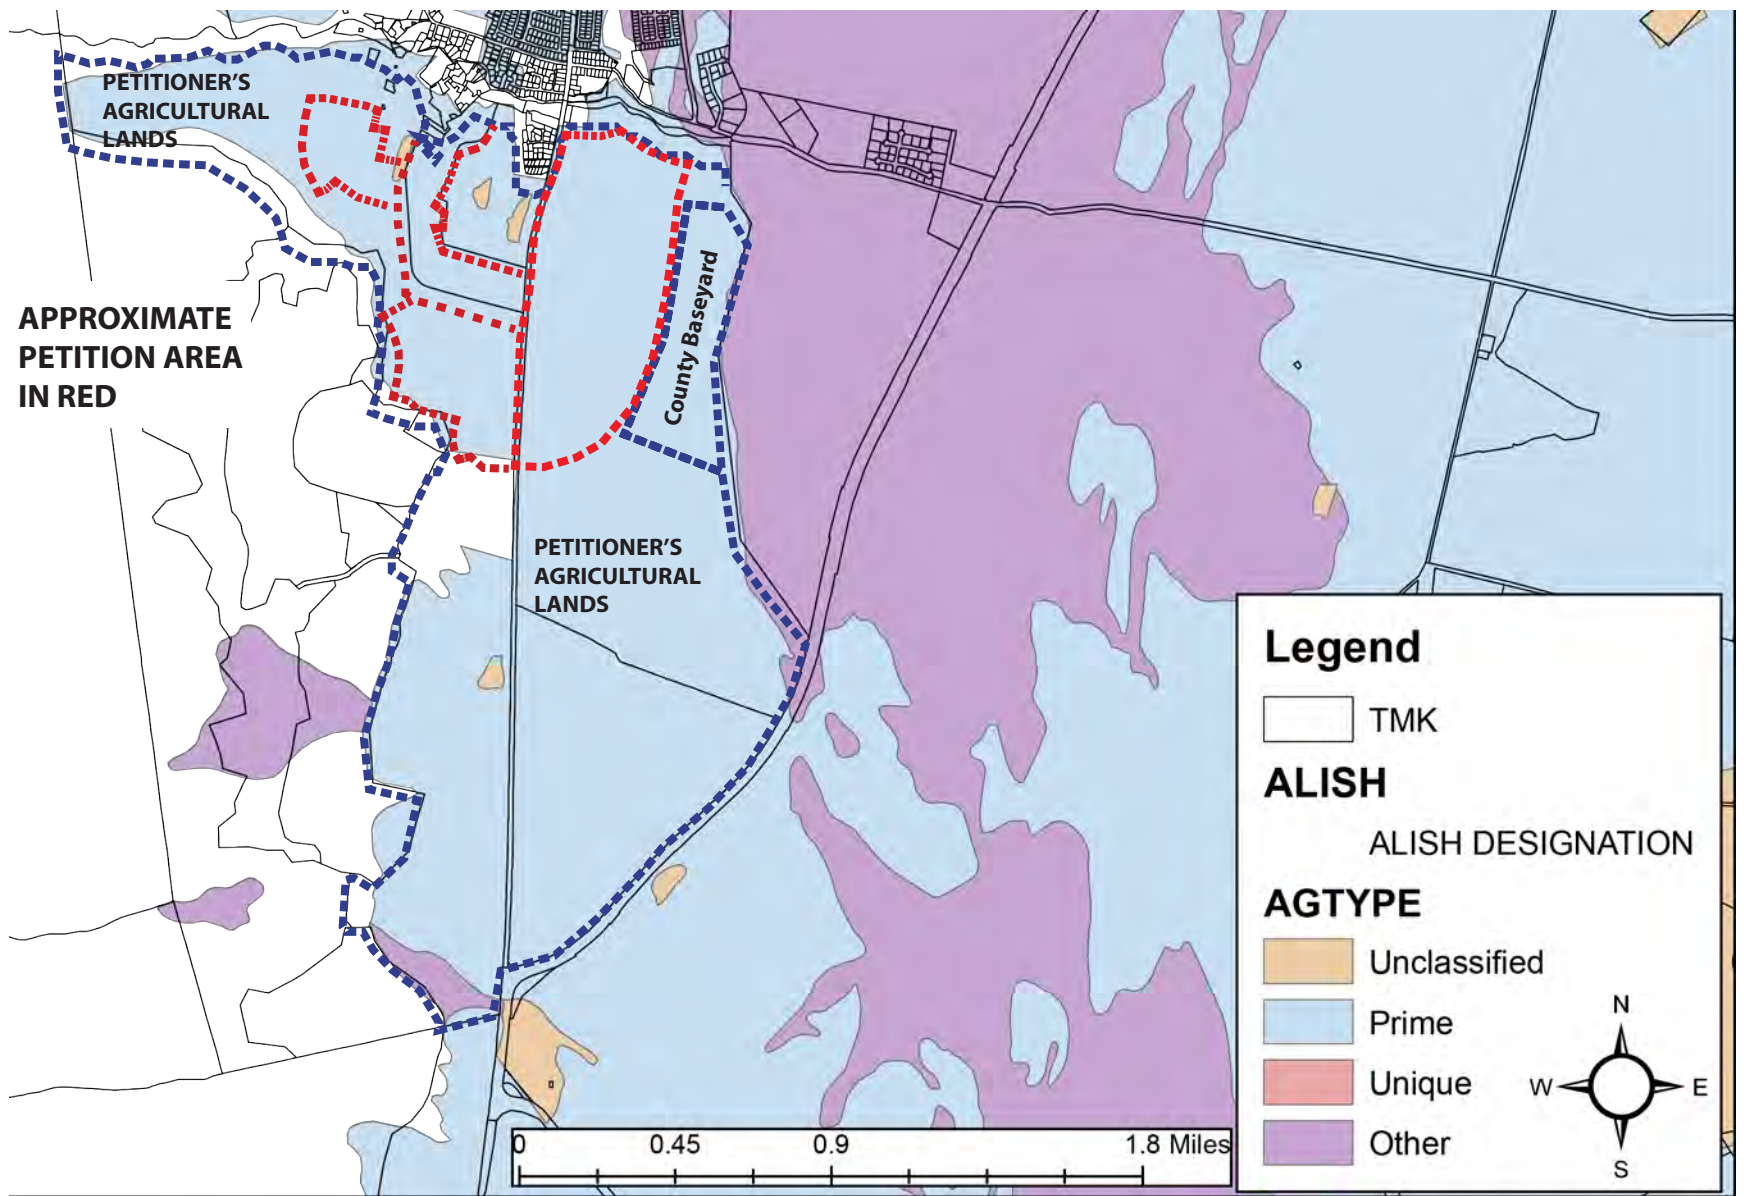 PETITIONER'S
AGRICULTURAL
LANDS
APPROXIMATE
PETITION AREA
IN RED
County Baseyard
PETITIONER'S
AGRICULTURAL
LANDS
Legend
TMK
ALISH
ALISH DESIGNATION
AGTYPE
Unclassified
Prime
Unique
Other
N
W
E
S
0 0.45 0.9 1.8 Miles